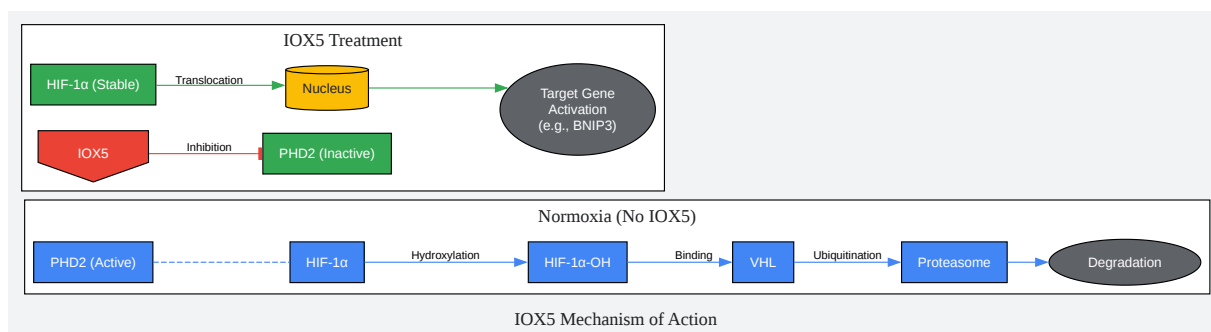 IOX5 Treatment
HIF-1α (Stable)
Translocation
Nucleus
Target Gene
Activation
(e.g., BNIP3)
IOX5
Inhibition
PHD2 (Inactive)
Normoxia (No IOX5)
PHD2 (Active)
HIF-1α
Hydroxylation
HIF-1α-OH
Binding
VHL
Ubiquitination
Proteasome
Degradation
IOX5 Mechanism of Action